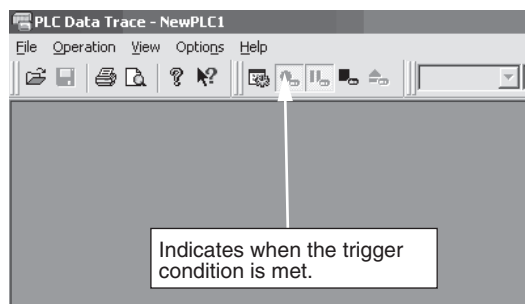 PLC Data Trace - NewPLC1
File Operation View Options Help
Indicates when the trigger
condition is met.